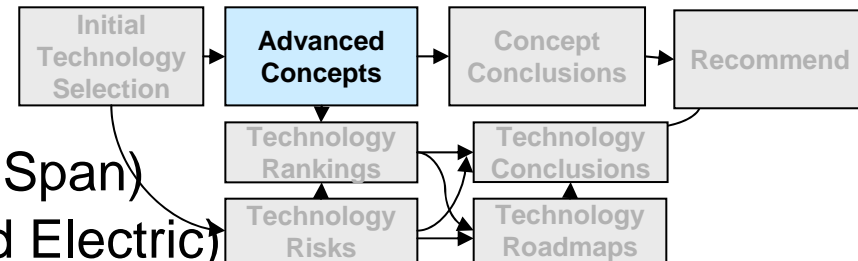 Initial
Technology
Selection
Advanced
Concepts
Concept
Conclusions
Recommend
Technology
Rankings
Technology
Conclusions
Span)
Technology
Risks
Technology
Roadmaps
d Electric)